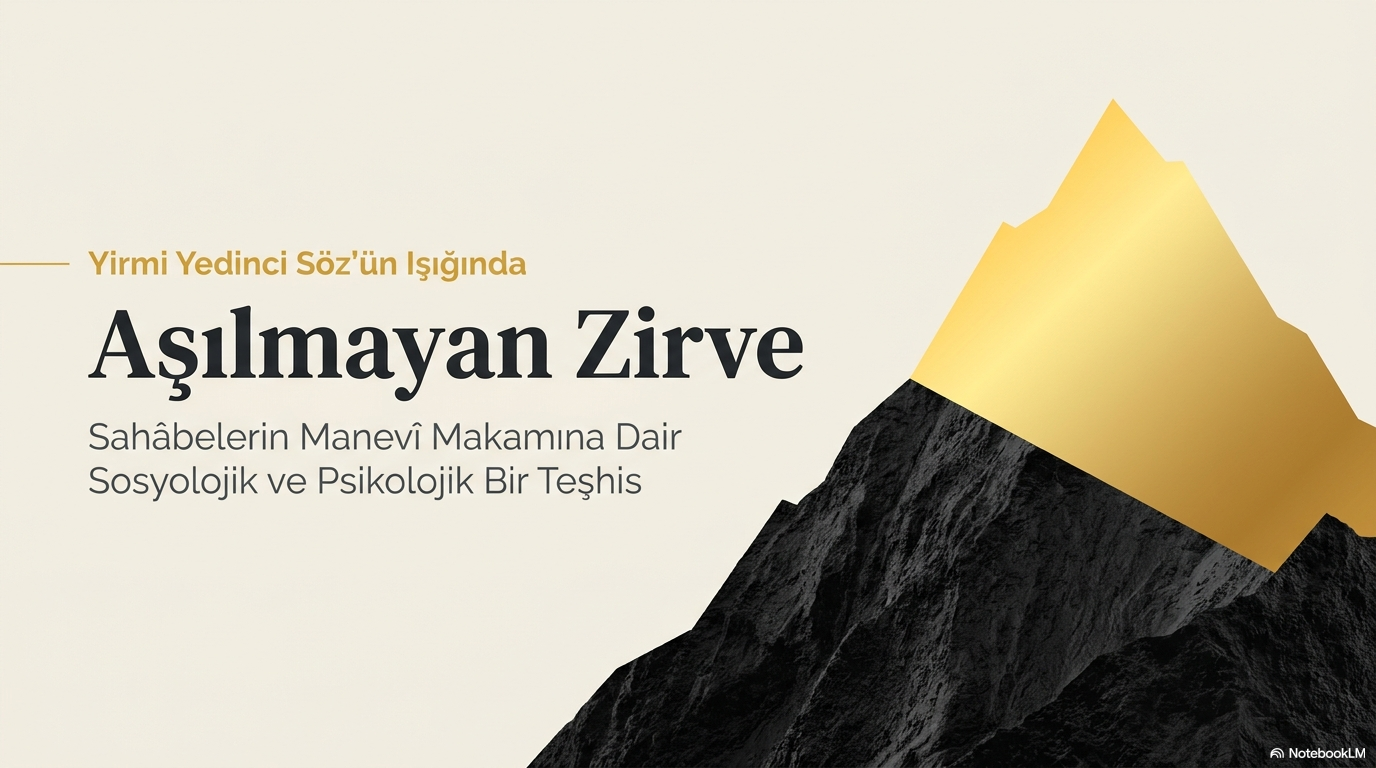 Yirmi Yedinci Söz’ün Işığında
Aşılmayan Zirve
Sahâbelerin Manevî Makamına Dair
Sosyolojik ve Psikolojik Bir Teşhis
NotebookLM